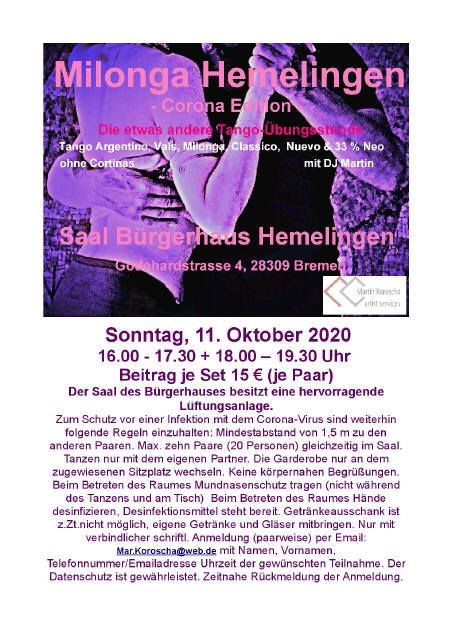 Milonga Hemelingen
- Corona Edition -
Die etwas andere Tango-Übungsstunde
Tango Argentino, Vals, Milonga, Classico, Nuevo & 33 % Neo
ohne Cortinas mit DJ Martin
Saal Bürgerhaus Hemelingen
Godehardstrasse 4, 28309 Bremen
Martin Koroscha
artist services
Sonntag, 11. Oktober 2020
16.00 - 17.30 + 18.00 – 19.30 Uhr
Beitrag je Set 15 € (je Paar)
Der Saal des Bürgerhauses besitzt eine hervorragende
Lüftungsanlage.
Zum Schutz vor einer Infektion mit dem Corona-Virus sind weiterhin
folgende Regeln einzuhalten: Mindestabstand von 1,5 m zu den
anderen Paaren. Max. zehn Paare (20 Personen) gleichzeitig im Saal.
Tanzen nur mit dem eigenen Partner. Die Garderobe nur an dem
zugewiesenen Sitzplatz wechseln. Keine körpernahen Begrüßungen.
Beim Betreten des Raumes Mundnasenschutz tragen (nicht während
des Tanzens und am Tisch) Beim Betreten des Raumes Hände
desinfizieren, Desinfektionsmittel steht bereit. Getränkeausschank ist
z.Zt.nicht möglich, eigene Getränke und Gläser mitbringen. Nur mit
verbindlicher schriftl. Anmeldung (paarweise) per Email:
Mar.Koroscha@web.de mit Namen, Vornamen,
Telefonnummer/Emailadresse Uhrzeit der gewünschten Teilnahme. Der
Datenschutz ist gewährleistet. Zeitnahe Rückmeldung der Anmeldung.